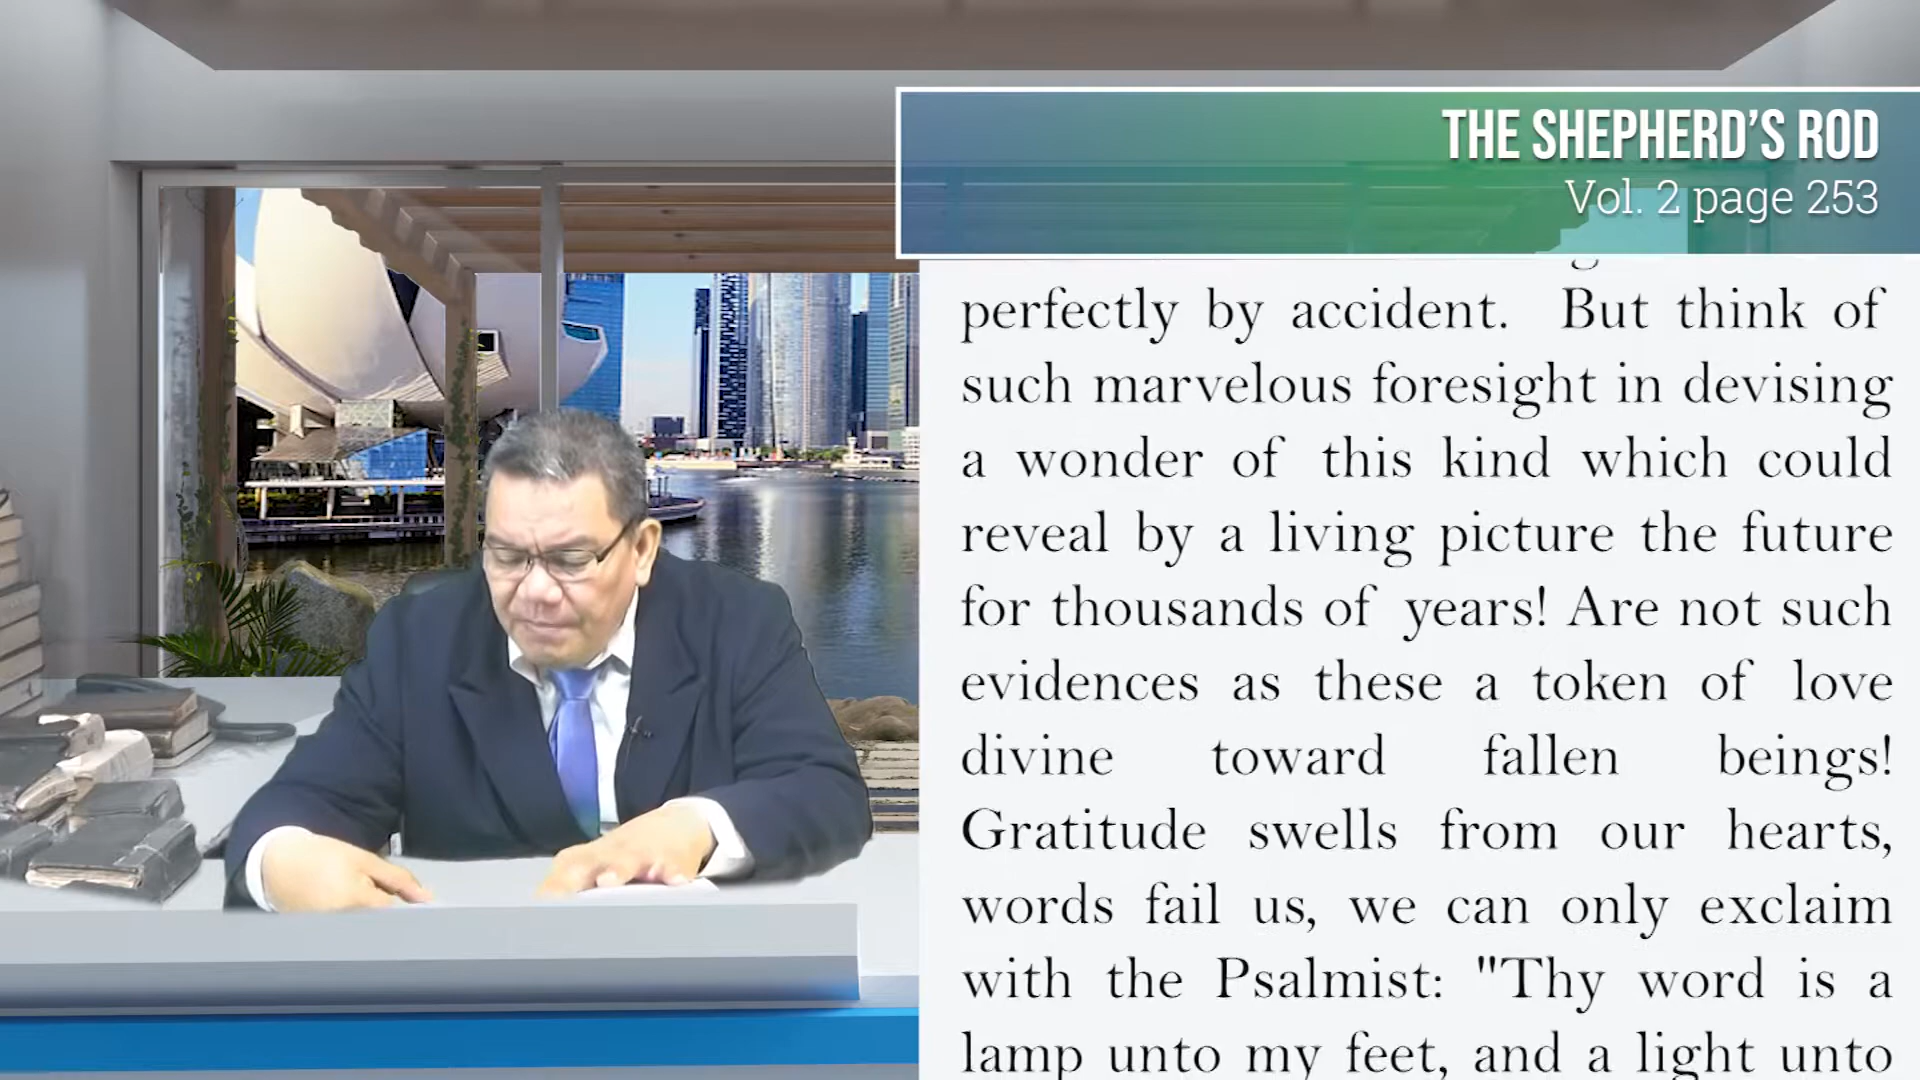 THE SHEPHERD'S ROD
Vol. 2 page 253
perfectly by accident. But think of
such marvelous foresight in devising
a wonder of this kind which could
reveal by a living picture the future
for thousands of years! Are not such
evidences as these a token of love
divine toward fallen beings!
Gratitude swells from our hearts,
words fail us, we can only exclaim
with the Psalmist: "Thy word is a
lamp unto my feet, and a light unto